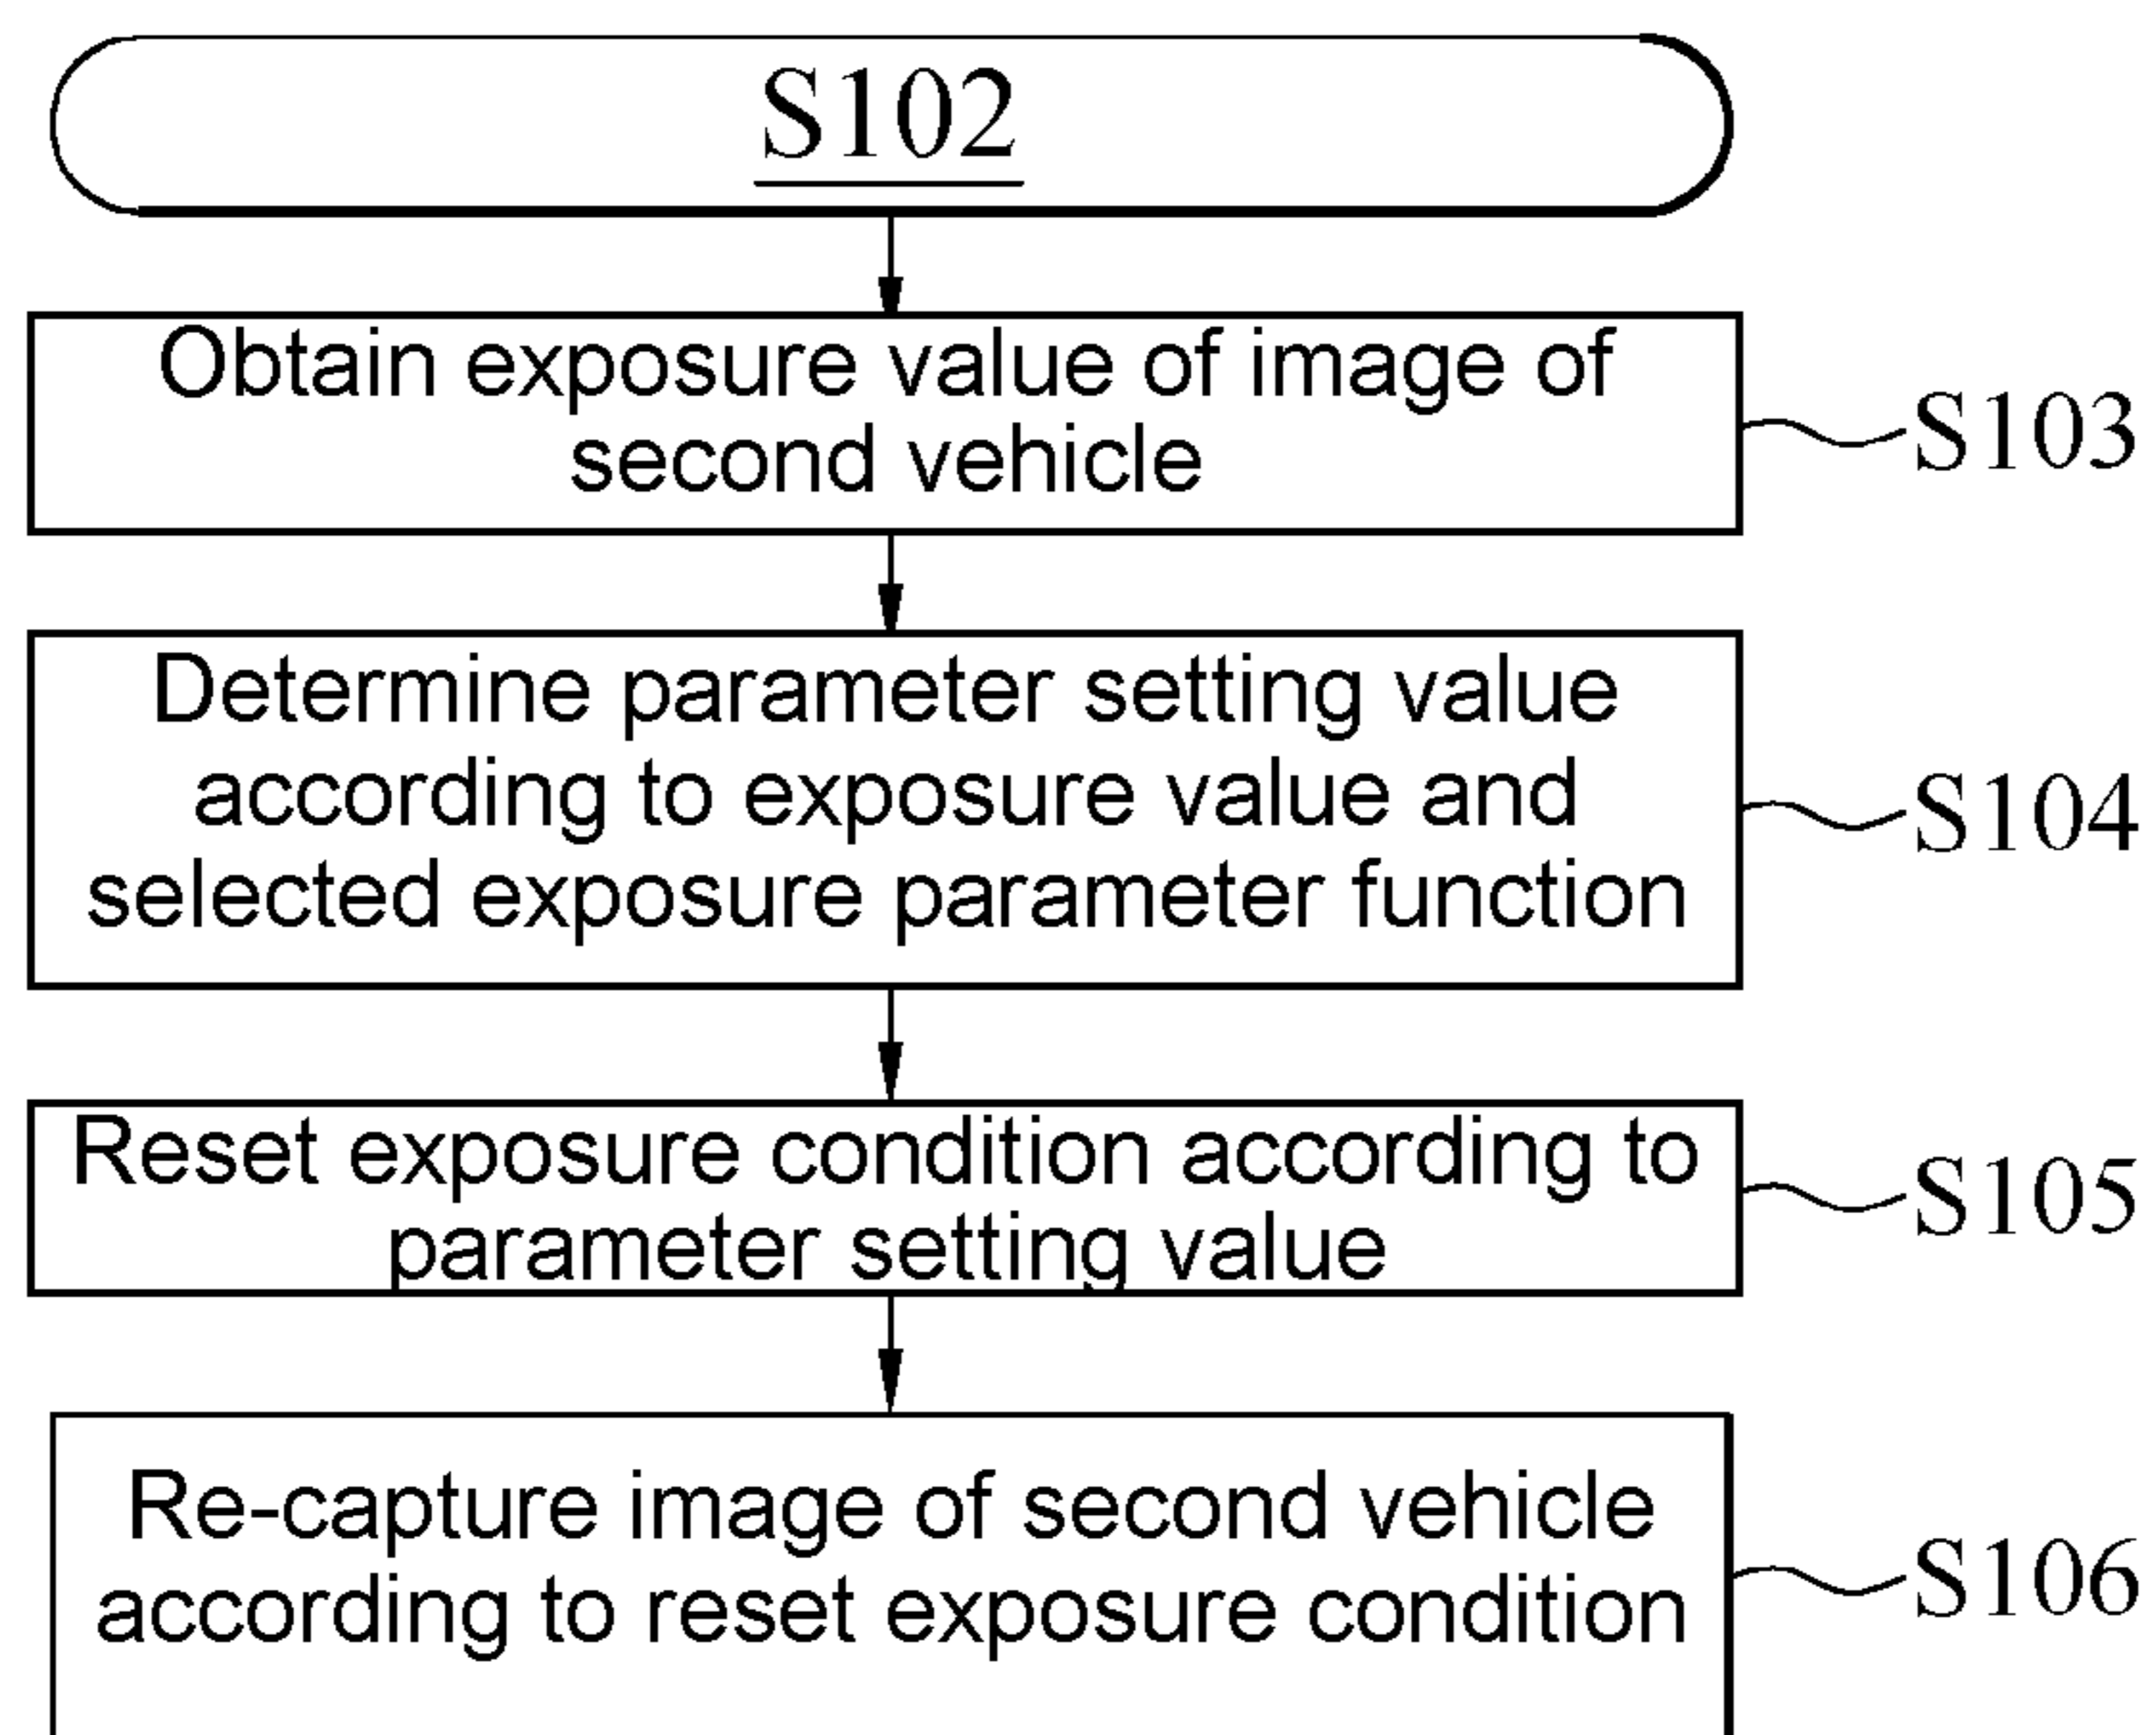 S102
Obtain exposure value of image of
second vehicle
S103
Determine parameter setting value
according to exposure value and
selected exposure parameter function
S104
Reset exposure condition according to
parameter setting value
S105
Re-capture image of second vehicle
according to reset exposure condition
S106